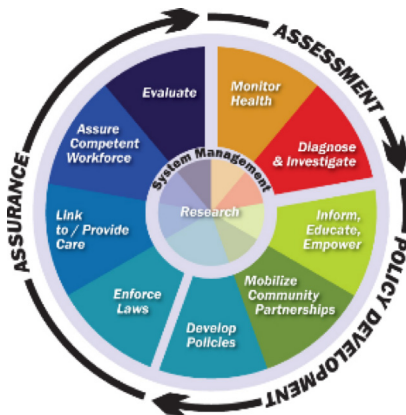 ASSESSMENT
POLICY DEVELOPMENT
ASSURANCE
Monitor
Health
Diagnose
& Investigate
Inform,
Educate,
Empower
Mobilize
Community
Partnerships
Develop
Policies
Enforce
Laws
Link
to / Provide
Care
Assure
Competent
Workforce
Evaluate
System Management
Research